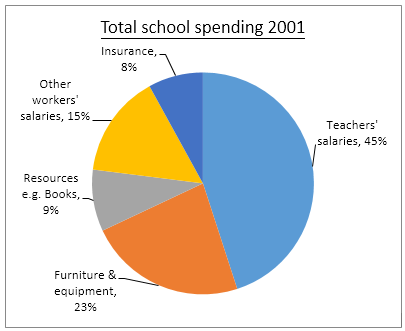 Total school spending 2001
Insurance,
8%
Other
workers'
salaries, 15%
Teachers'
salaries, 45%
Resources
e.g. Books,
9%
Furniture &
equipment,
23%